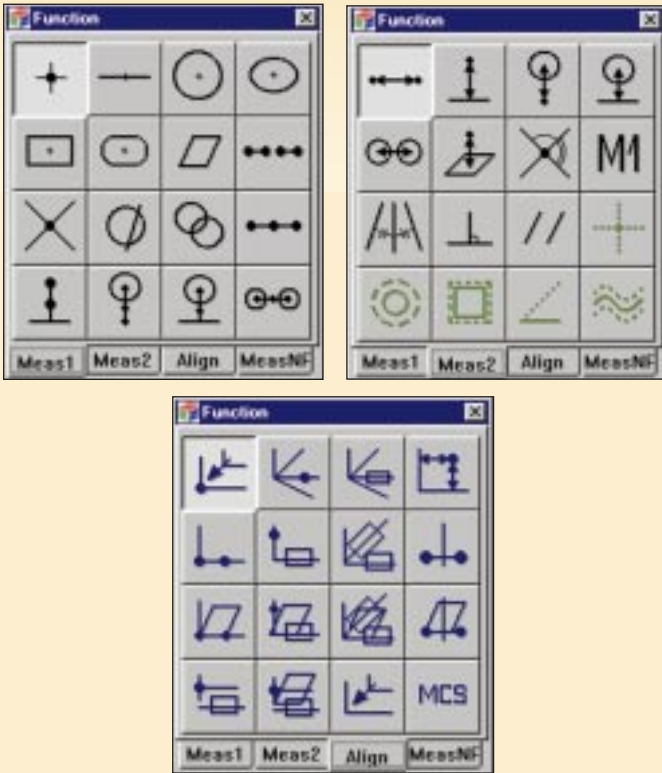 Function
Meas1 Meas2 Align MeasNF
Function
M1
Meas1 Meas2 Align MeasNF
Function
MCS
Meas1 Meas2 Align MeasNF